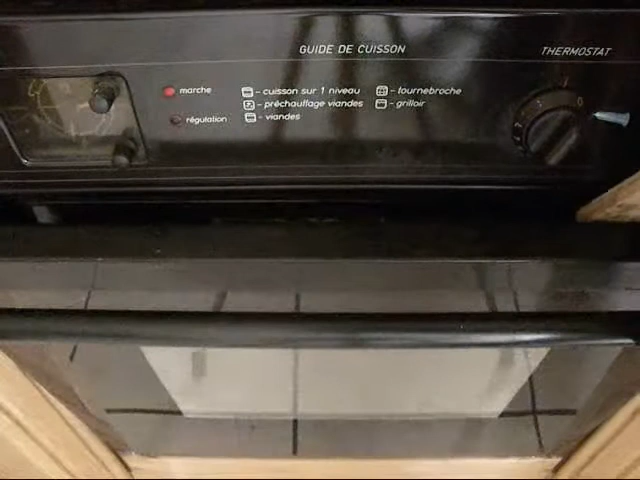 GUIDE DE CUISSON
THERMOSTAT
marche
- cuisson sur 1 niveau
- tournebroche
- préchauffage viandes
- grilloir
régulation
- viandes